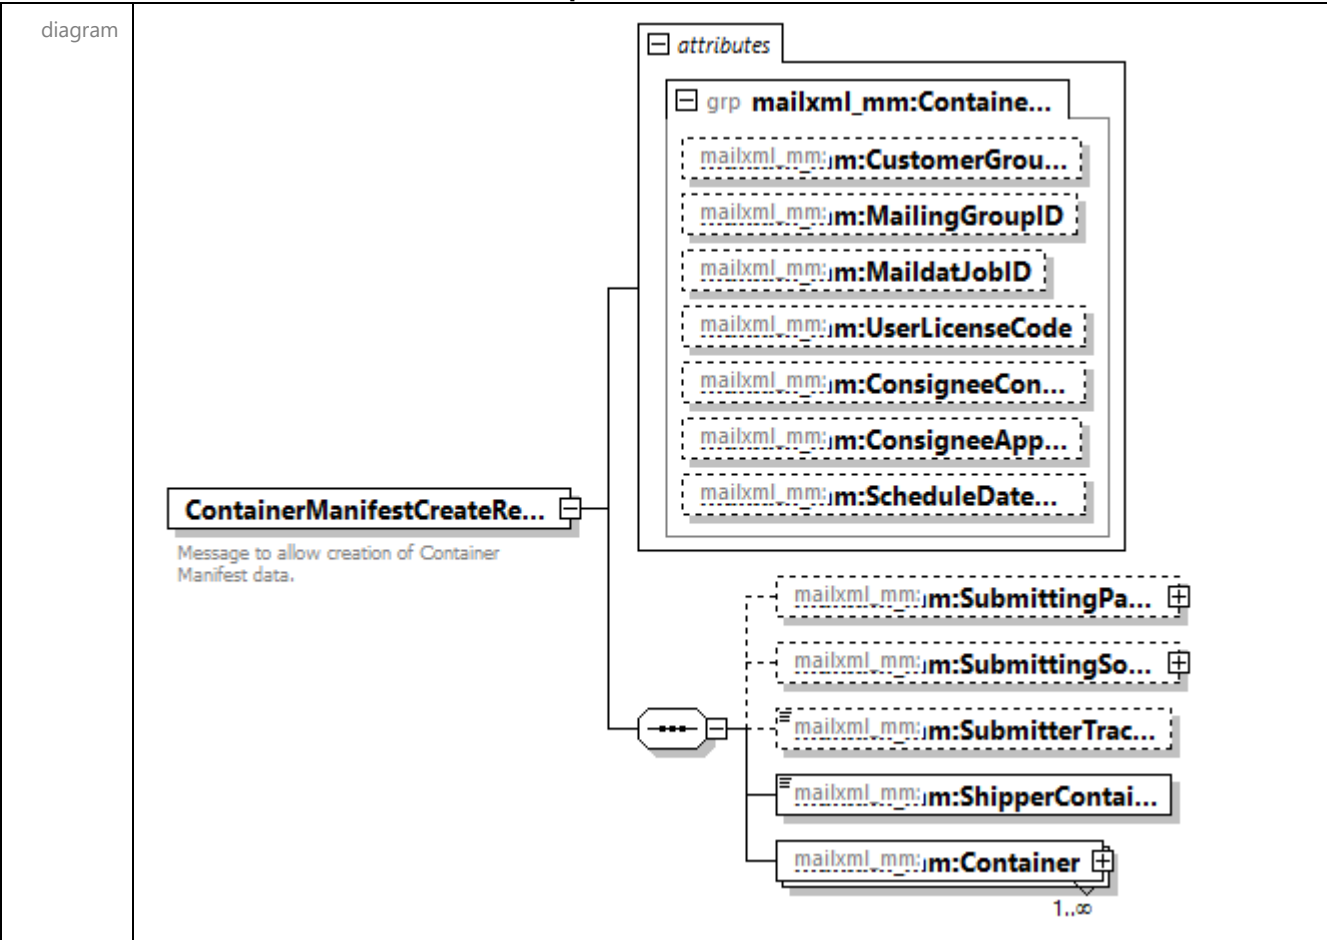 diagram
attributes
grp mailxml_mm:Containe...
mailxml_mm:m:CustomerGrou...
mailxml_mm:m:MailingGroupID
mailxml_mm:m:MaildatJobID
mailxml_mm:m:UserLicenseCode
mailxml_mm:m:ConsigneeCon...
mailxml_mm:m:ConsigneeApp...
mailxml_mm:m:ScheduleDate...
ContainerManifestCreateRe...
Message to allow creation of Container
Manifest data.
mailxml_mm:m:SubmittingPa...
mailxml_mm:m:SubmittingSo...
mailxml_mm:m:SubmitterTrac...
mailxml_mm:m:ShipperContai...
mailxml_mm:m:Container
1..∞